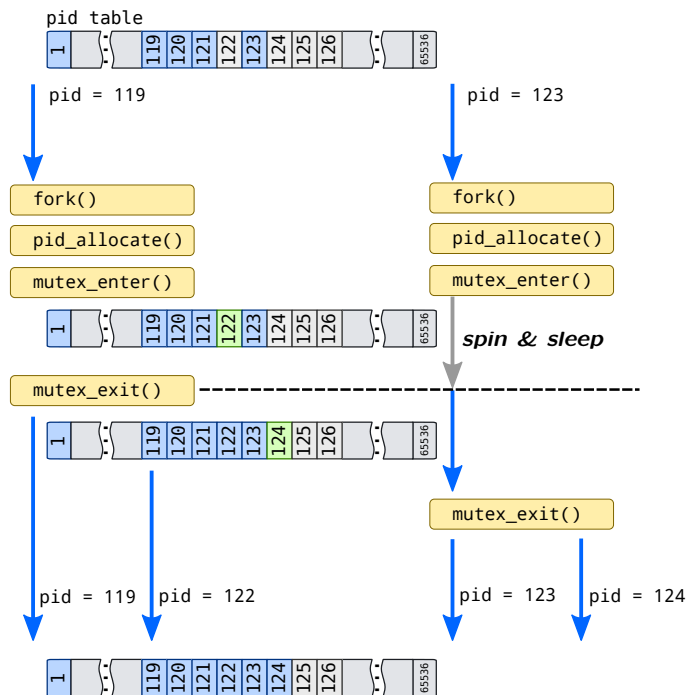 pid table
1 119 120 121 122 123 124 125 126 65536
pid = 119
pid = 123
fork()
fork()
pid_allocate()
pid_allocate()
mutex_enter()
mutex_enter()
1 119 120 121 122 123 124 125 126 65536
spin & sleep
mutex_exit()
1 119 120 121 122 123 124 125 126 65536
mutex_exit()
pid = 119
pid = 122
pid = 123
pid = 124
1 119 120 121 122 123 124 125 126 65536